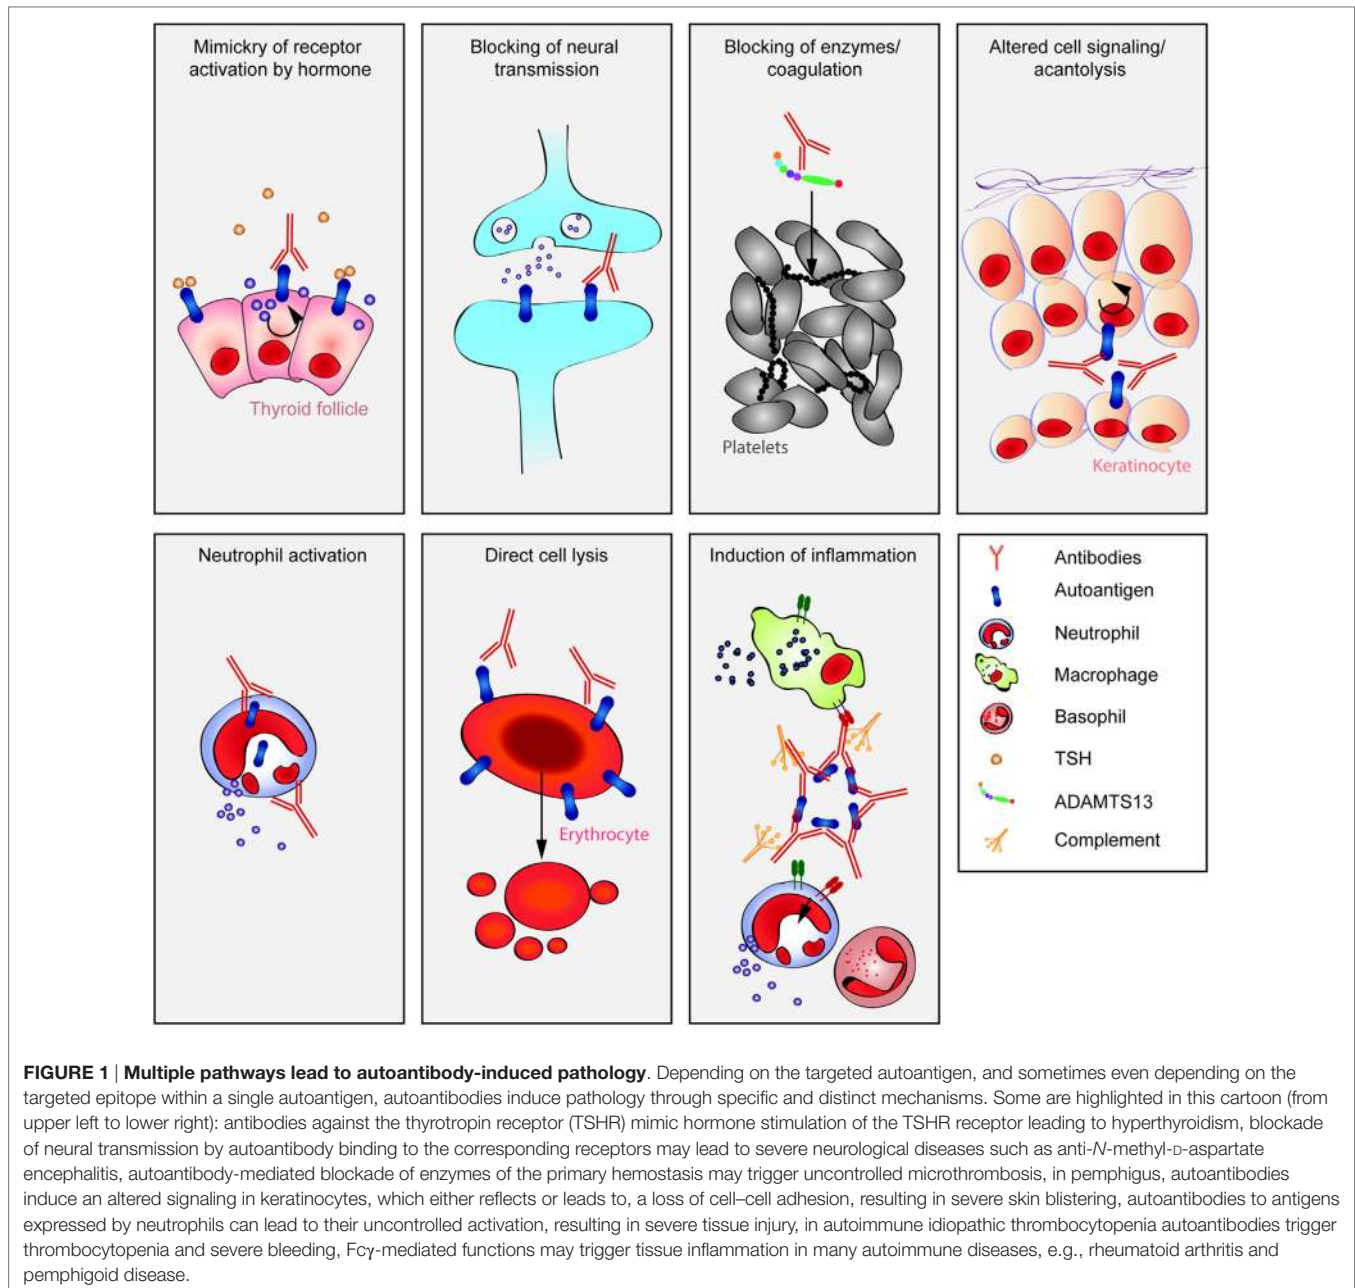 Mimickry of receptor
activation by hormone
Thyroid follicle
Blocking of neural
transmission
Blocking of enzymes/
coagulation
Platelets
Altered cell signaling/
acantolysis
Keratinocyte
Neutrophil activation
Direct cell lysis
Erythrocyte
Induction of inflammation
Antibodies
Autoantigen
Neutrophil
Macrophage
Basophil
TSH
ADAMTS13
Complement
FIGURE 1 | Multiple pathways lead to autoantibody-induced pathology. Depending on the targeted autoantigen, and sometimes even depending on the
targeted epitope within a single autoantigen, autoantibodies induce pathology through specific and distinct mechanisms. Some are highlighted in this cartoon (from
upper left to lower right): antibodies against the thyrotropin receptor (TSHR) mimic hormone stimulation of the TSHR receptor leading to hyperthyroidism, blockade
of neural transmission by autoantibody binding to the corresponding receptors may lead to severe neurological diseases such as anti-N-methyl-D-aspartate
encephalitis, autoantibody-mediated blockade of enzymes of the primary hemostasis may trigger uncontrolled microthrombosis, in pemphigus, autoantibodies
induce an altered signaling in keratinocytes, which either reflects or leads to, a loss of cell–cell adhesion, resulting in severe skin blistering, autoantibodies to antigens
expressed by neutrophils can lead to their uncontrolled activation, resulting in severe tissue injury, in autoimmune idiopathic thrombocytopenia autoantibodies trigger
thrombocytopenia and severe bleeding, Fcγ-mediated functions may trigger tissue inflammation in many autoimmune diseases, e.g., rheumatoid arthritis and
pemphigoid disease.